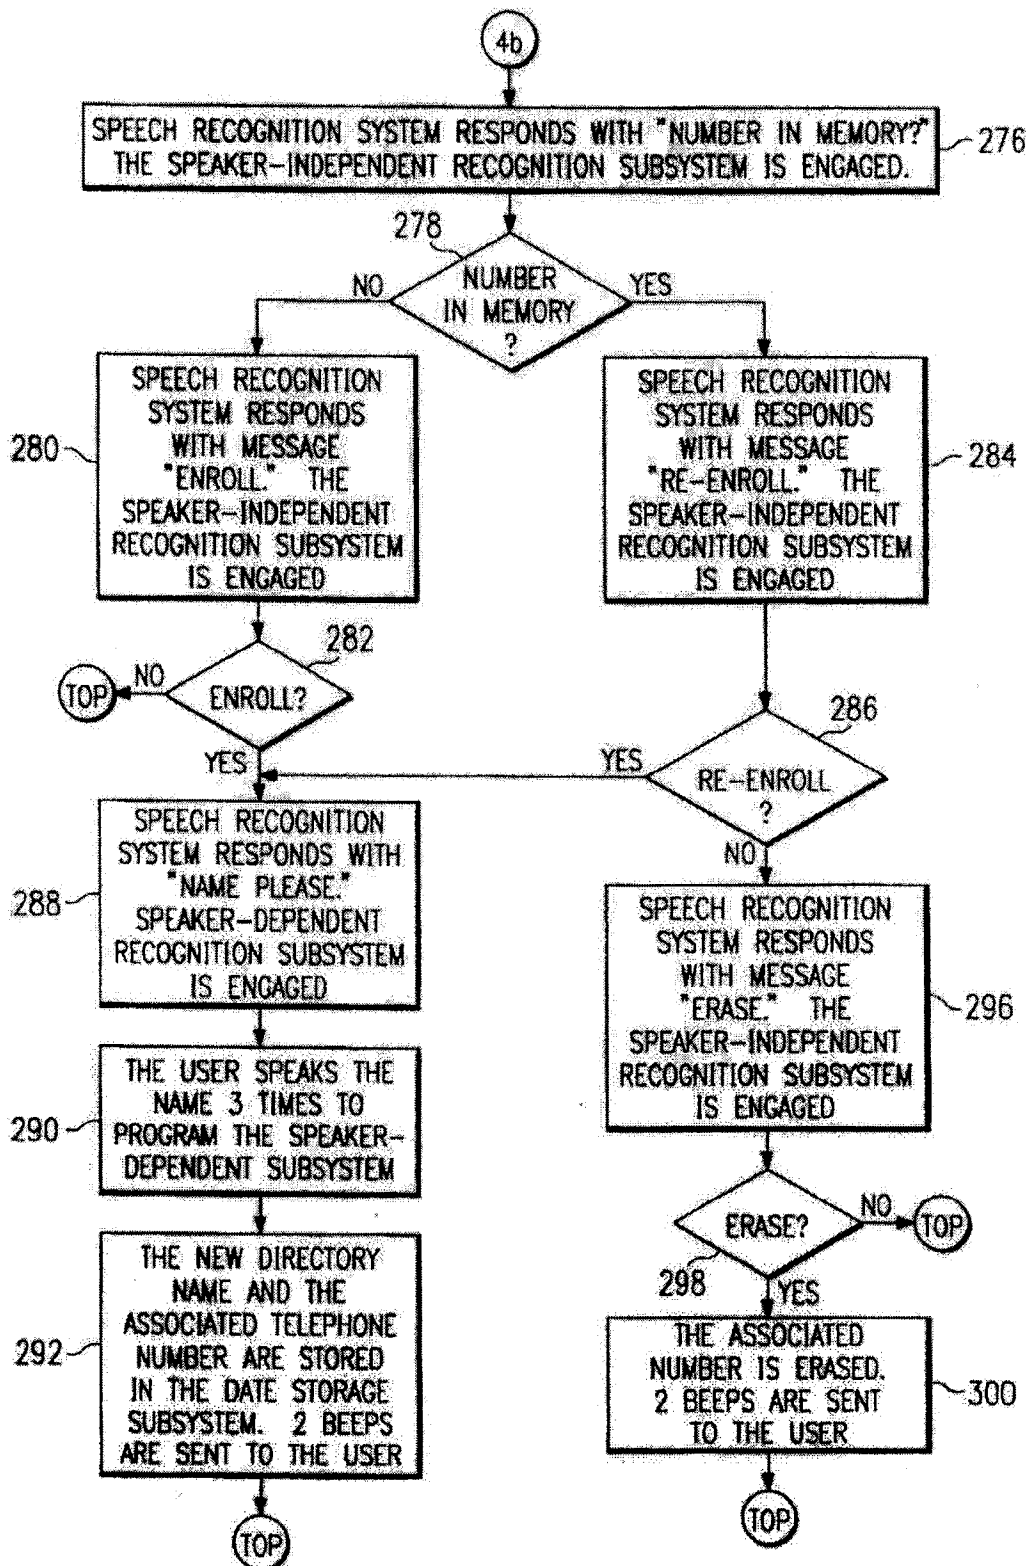 4b
SPEECH RECOGNITION SYSTEM RESPONDS WITH "NUMBER IN MEMORY?"
THE SPEAKER-INDEPENDENT RECOGNITION SUBSYSTEM IS ENGAGED.
276
278
NUMBER
IN MEMORY
?
NO
YES
SPEECH RECOGNITION
SYSTEM RESPONDS
WITH MESSAGE
"ENROLL." THE
SPEAKER-INDEPENDENT
RECOGNITION SUBSYSTEM
IS ENGAGED
280
SPEECH RECOGNITION
SYSTEM RESPONDS
WITH MESSAGE
"RE-ENROLL." THE
SPEAKER-INDEPENDENT
RECOGNITION SUBSYSTEM
IS ENGAGED
284
282
ENROLL?
NO
TOP
YES
286
RE-ENROLL
?
YES
NO
SPEECH RECOGNITION
SYSTEM RESPONDS WITH
"NAME PLEASE."
SPEAKER-DEPENDENT
RECOGNITION SUBSYSTEM
IS ENGAGED
288
SPEECH RECOGNITION
SYSTEM RESPONDS
WITH MESSAGE
"ERASE." THE
SPEAKER-INDEPENDENT
RECOGNITION SUBSYSTEM
IS ENGAGED
296
THE USER SPEAKS THE
NAME 3 TIMES TO
PROGRAM THE SPEAKER-
DEPENDENT SUBSYSTEM
290
ERASE?
NO
TOP
298
YES
THE NEW DIRECTORY
NAME AND THE
ASSOCIATED TELEPHONE
NUMBER ARE STORED
IN THE DATE STORAGE
SUBSYSTEM. 2 BEEPS
ARE SENT TO THE USER
292
THE ASSOCIATED
NUMBER IS ERASED.
2 BEEPS ARE SENT
TO THE USER
300
TOP
TOP